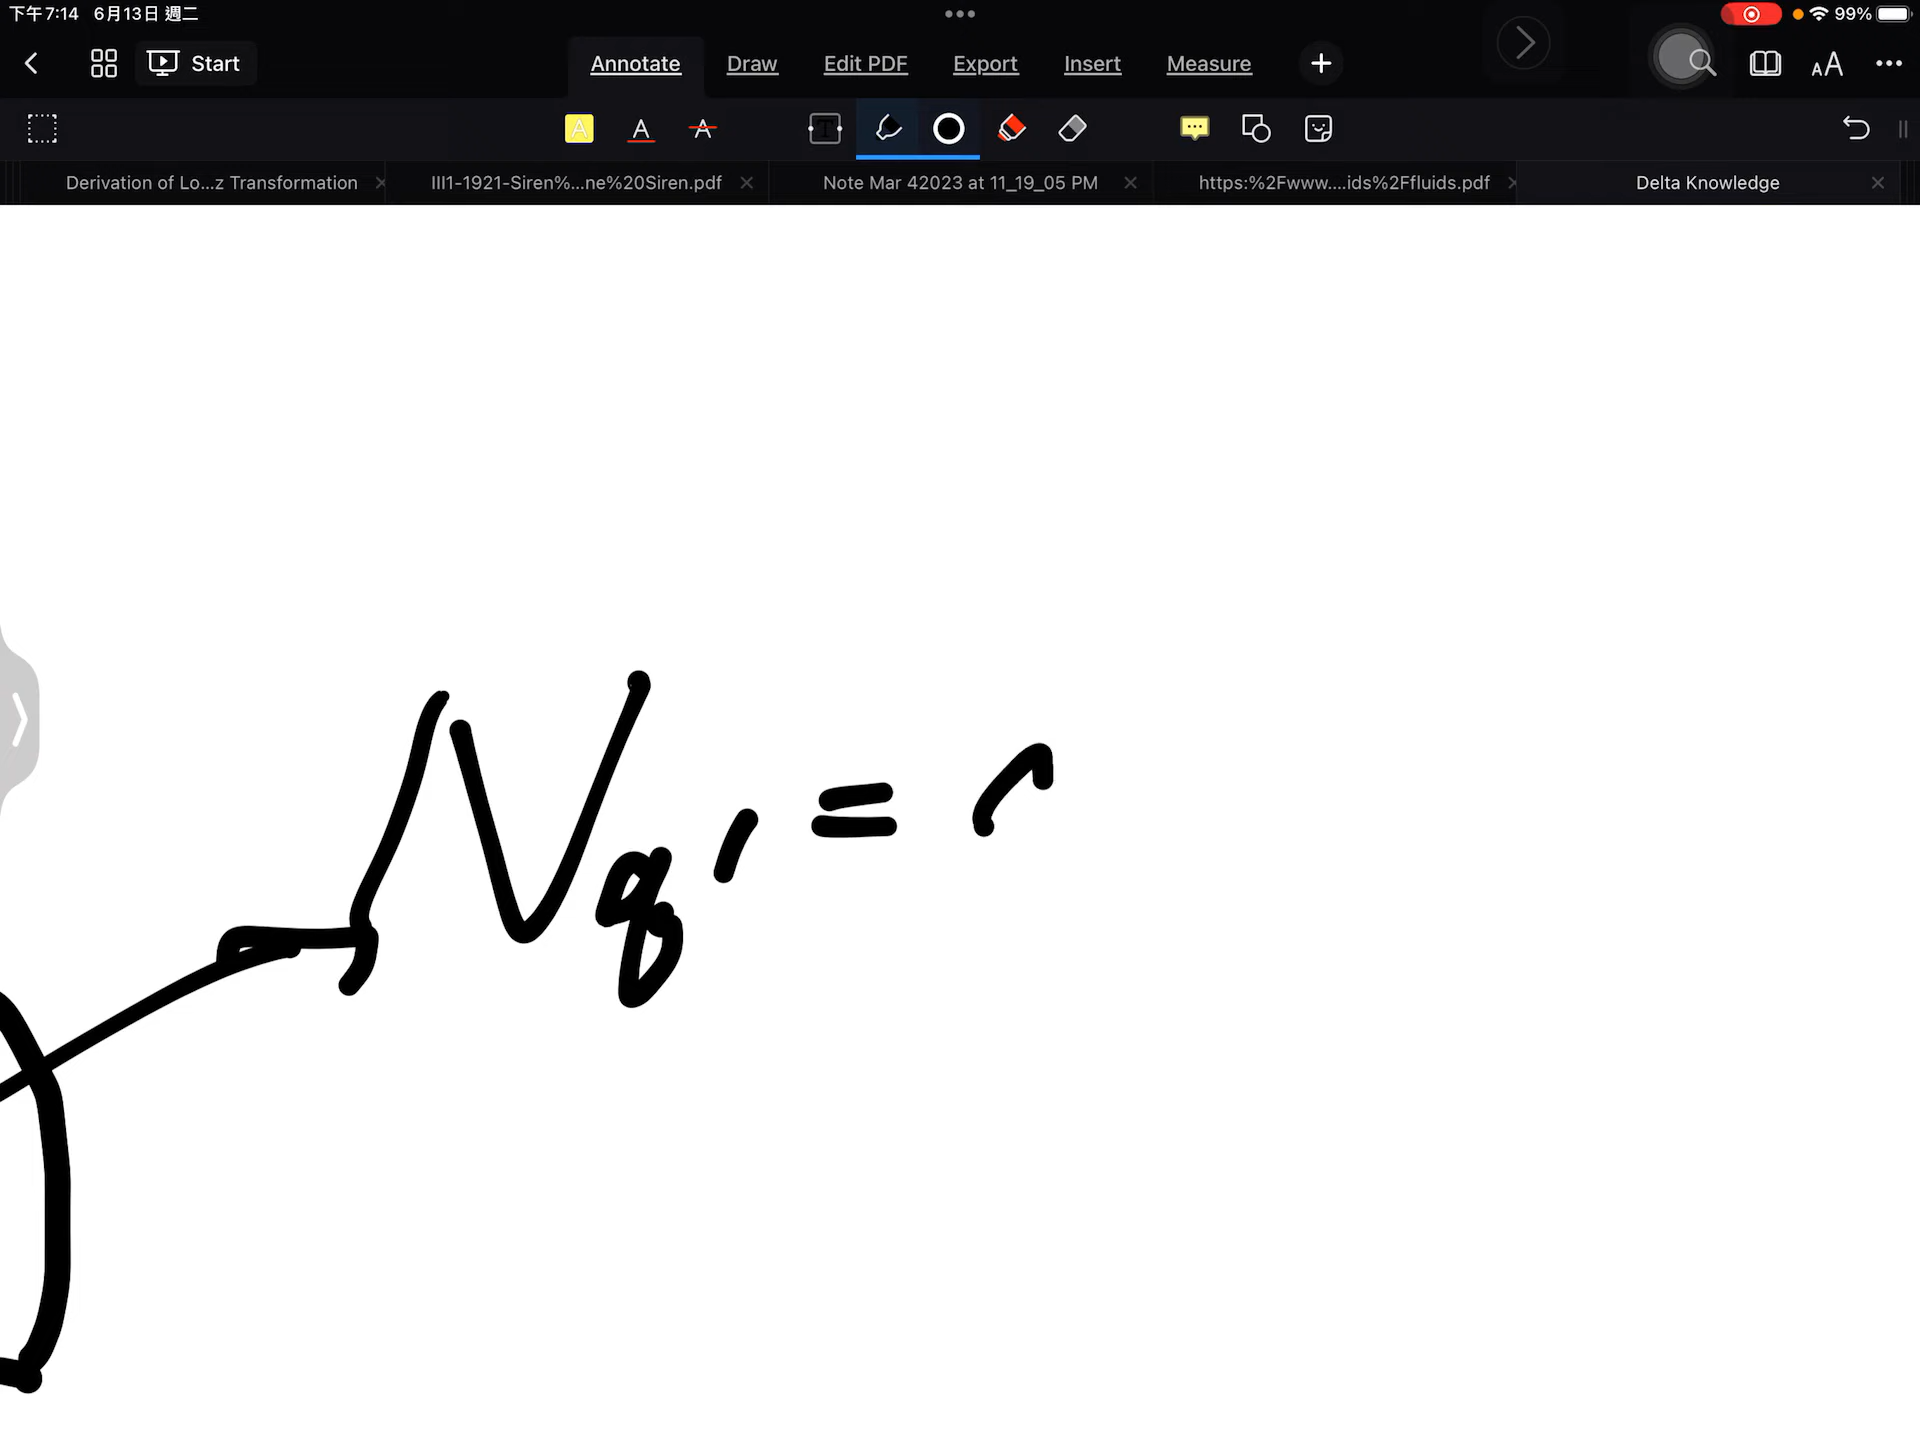 下午7:14 6月13日 週二 99%
Start Annotate Draw Edit PDF Export Insert Measure AA
A A A T
Derivation of Lo...z Transformation III1-1921-Siren%...ne%20Siren.pdf Note Mar 42023 at 11_19_05 PM https:%2Fwww....ids%2Ffluids.pdf Delta Knowledge
N_q' =